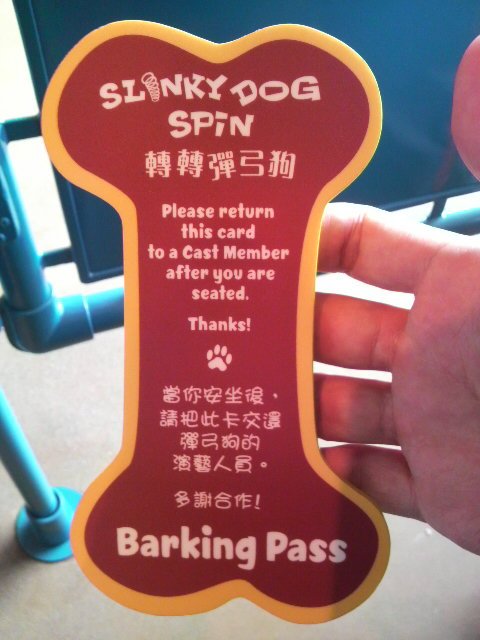 SLINKY DOG
SPIN
轉轉彈弓狗
Please return
this card
to a Cast Member
after you are
seated.
Thanks!
當你安坐後，
請把此卡交還
彈弓狗的
演藝人員。
多謝合作!
Barking Pass